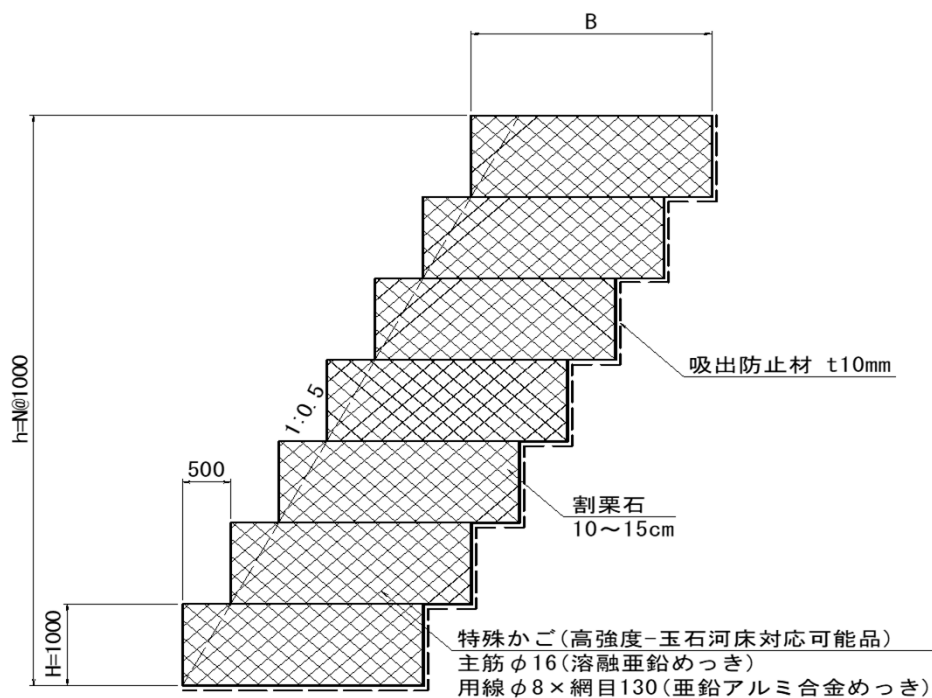 B
h=N@1000
1:0.5
吸出防止材 t10mm
500
割栗石
10～15cm
H=1000
特殊かご(高強度-玉石河床対応可能品)
主筋φ16(溶融亜鉛めっき)
用線φ8×網目130(亜鉛アルミ合金めっき)